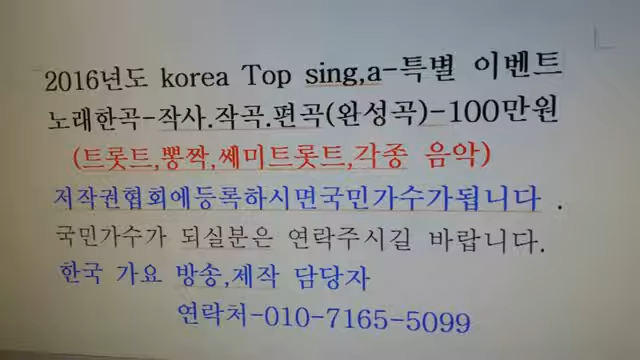 2016년도 korea Top sing,a-특별 이벤트
노래한곡-작사.작곡.편곡(완성곡)-100만원
(트롯트,뽕짝,쎄미트롯트,각종 음악)
저작권협회에등록하시면국민가수가됩니다 .
국민가수가 되실분은 연락주시길 바랍니다.
한국 가요 방송,제작 담당자
연락처-010-7165-5099